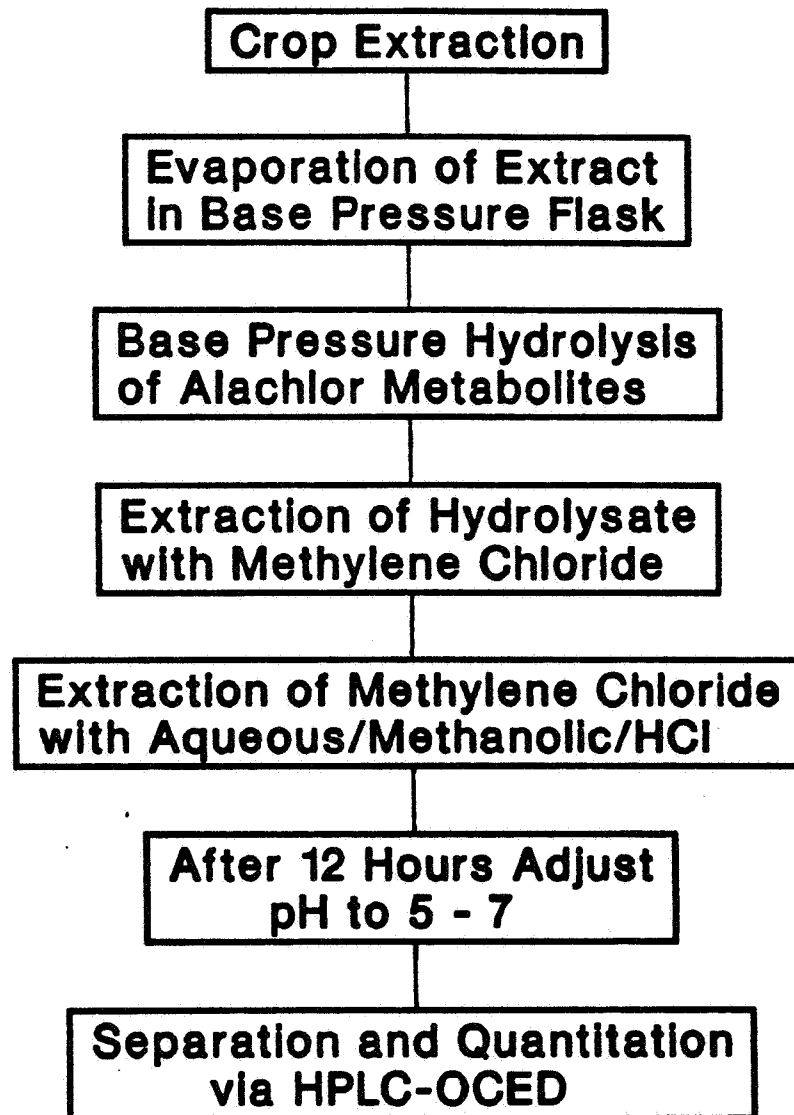 Crop Extraction
Evaporation of Extract
in Base Pressure Flask
Base Pressure Hydrolysis
of Alachlor Metabolites
Extraction of Hydrolysate
with Methylene Chloride
Extraction of Methylene Chloride
with Aqueous/Methanolic/HCl
After 12 Hours Adjust
pH to 5 - 7
Separation and Quantitation
via HPLC-OCED